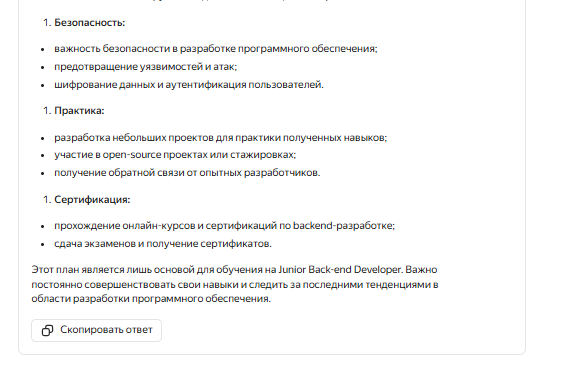 1. Безопасность:
• важность безопасности в разработке программного обеспечения;
• предотвращение уязвимостей и атак;
• шифрование данных и аутентификация пользователей.
1. Практика:
• разработка небольших проектов для практики полученных навыков;
• участие в open-source проектах или стажировках;
• получение обратной связи от опытных разработчиков.
1. Сертификация:
• прохождение онлайн-курсов и сертификаций по backend-разработке;
• сдача экзаменов и получение сертификатов.
Этот план является лишь основой для обучения на Junior Back-end Developer. Важно
постоянно совершенствовать свои навыки и следить за последними тенденциями в
области разработки программного обеспечения.
Скопировать ответ